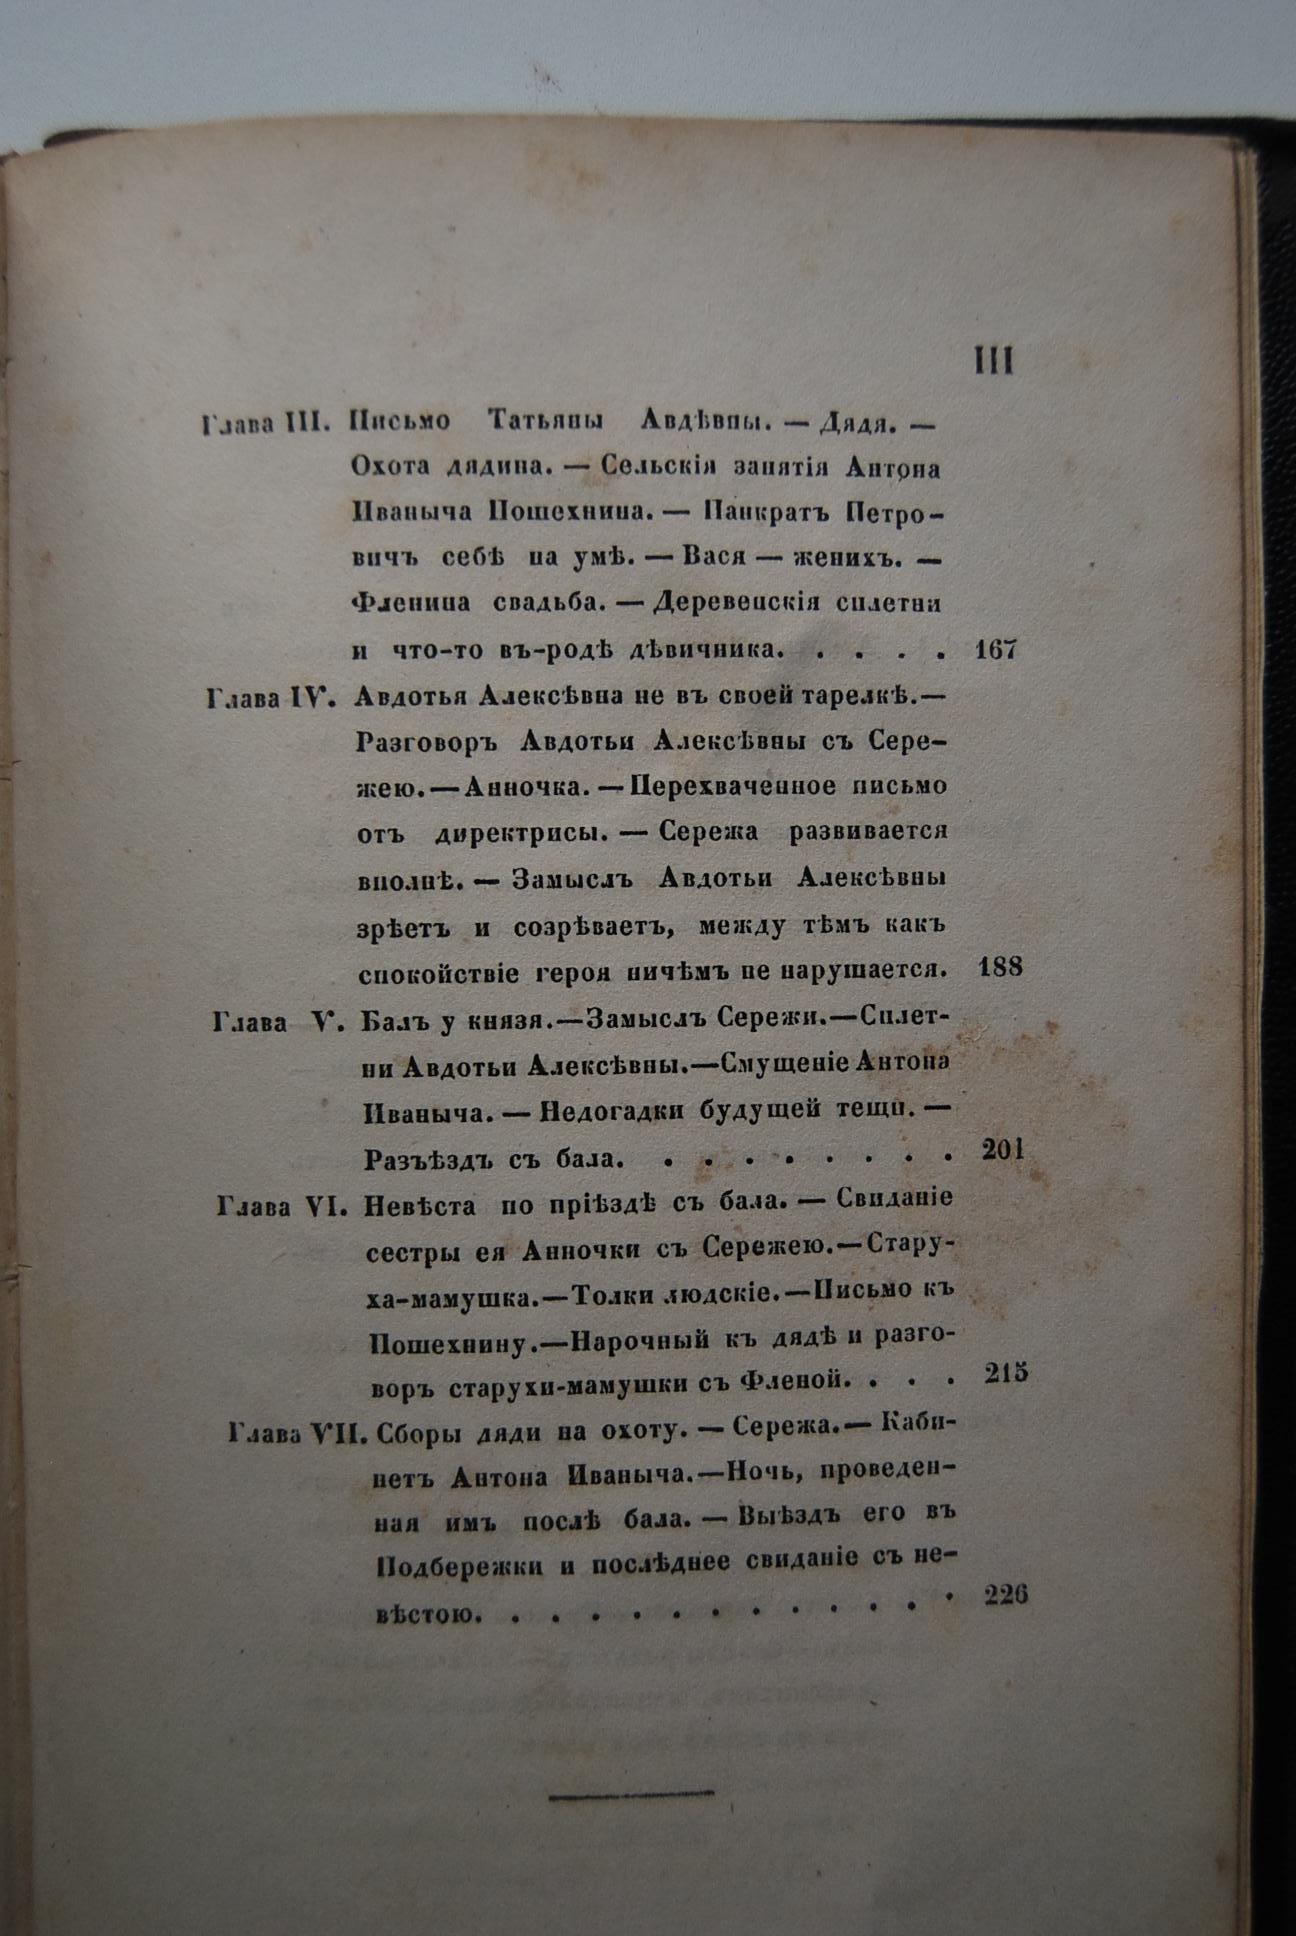 III
Глава III. Письмо Татьяны Авдѣвны. — Дядя. —
Охота дядина. — Сельскія занятія Антона
Иваныча Пошехнина. — Панкратъ Петро-
вичъ себѣ на умѣ. — Вася — женихъ. —
Фленина свадьба. — Деревенскія сплетни
и что-то въ-родѣ дѣвичника. . . . . 167
Глава IV. Авдотья Алексѣвна не въ своей тарелкѣ.—
Разговоръ Авдотьи Алексѣвны съ Сере-
жею.—Анночка. —Перехваченное письмо
отъ директрисы. — Сережа развивается
вполнѣ. — Замыслъ Авдотьи Алексѣвны
зрѣетъ и созрѣваетъ, между тѣмъ какъ
спокойствіе героя ничѣмъ не нарушается. 188
Глава V. Балъ у князя.—Замыслъ Сережи.—Сплет-
ни Авдотьи Алексѣвны.—Смущеніе Антона
Иваныча. — Недогадки будущей тещи. —
Разъѣздъ съ бала. . . . . . . . . 201
Глава VI. Невѣста по пріѣздѣ съ бала. — Свиданіе
сестры ея Анночки съ Сережею.—Стару-
ха-мамушка.—Толки людскіе.—Письмо къ
Пошехнину.—Нарочный къ дядѣ и разго-
воръ старухи-мамушки съ Фленой. . . . 215
Глава VII. Сборы дяди на охоту. — Сережа.— Каби-
нетъ Антона Иваныча.—Ночь, проведен-
ная имъ послѣ бала. — Выѣздъ его въ
Подбережки и послѣднее свиданіе съ не-
вѣстою. . . . . . . . . . . . . 226